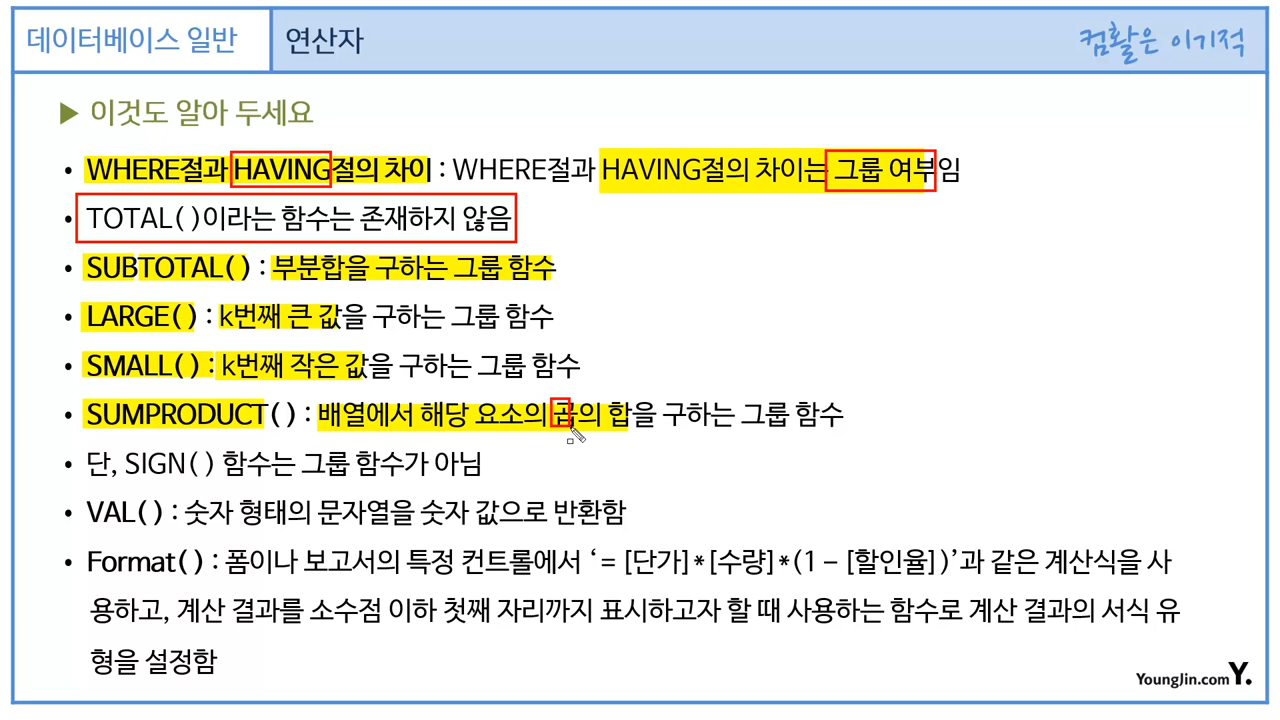 데이터베이스 일반
연산자
컴활은 이기적
▶ 이것도 알아 두세요
• WHERE절과 HAVING절의 차이 : WHERE절과 HAVING절의 차이는 그룹 여부임
• TOTAL()이라는 함수는 존재하지 않음
• SUBTOTAL() : 부분합을 구하는 그룹 함수
• LARGE() : k번째 큰 값을 구하는 그룹 함수
• SMALL() : k번째 작은 값을 구하는 그룹 함수
• SUMPRODUCT() : 배열에서 해당 요소의 곱의 합을 구하는 그룹 함수
• 단, SIGN() 함수는 그룹 함수가 아님
• VAL() : 숫자 형태의 문자열을 숫자 값으로 반환함
• Format() : 폼이나 보고서의 특정 컨트롤에서 ‘= [단가]*[수량]*(1 – [할인율])’과 같은 계산식을 사
용하고, 계산 결과를 소수점 이하 첫째 자리까지 표시하고자 할 때 사용하는 함수로 계산 결과의 서식 유
형을 설정함
YoungJin.com Y.